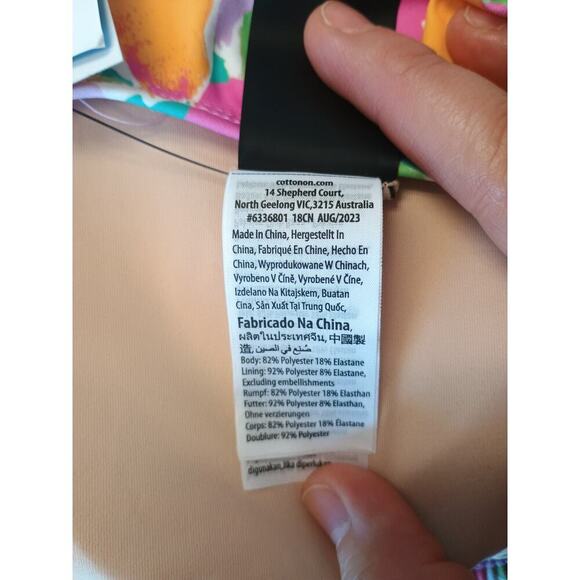 cottonon.com
14 Shepherd Court,
North Geelong VIC,3215 Australia
#6336801 18CN AUG/2023
Made In China, Hergestellt In
China, Fabriqué En Chine, Hecho En
China, Wyprodukowane W Chinach,
Vyrobeno V Číně, Vyrobené V Číne,
Izdelano Na Kitajskem, Buatan
Cina, Sản Xuất Tại Trung Quốc,
Fabricado Na China,
ผลิตในประเทศจีน, 中國製
造, صُنع في الصين
Body: 82% Polyester 18% Elastane
Lining: 92% Polyester 8% Elastane,
Excluding embellishments
Rumpf: 82% Polyester 18% Elasthan
Futter: 92% Polyester 8% Elasthan,
Ohne verzierungen
Corps: 82% Polyester 18% Élastane
Doublure: 92% Polyester
digunakan, Jika diperlukan